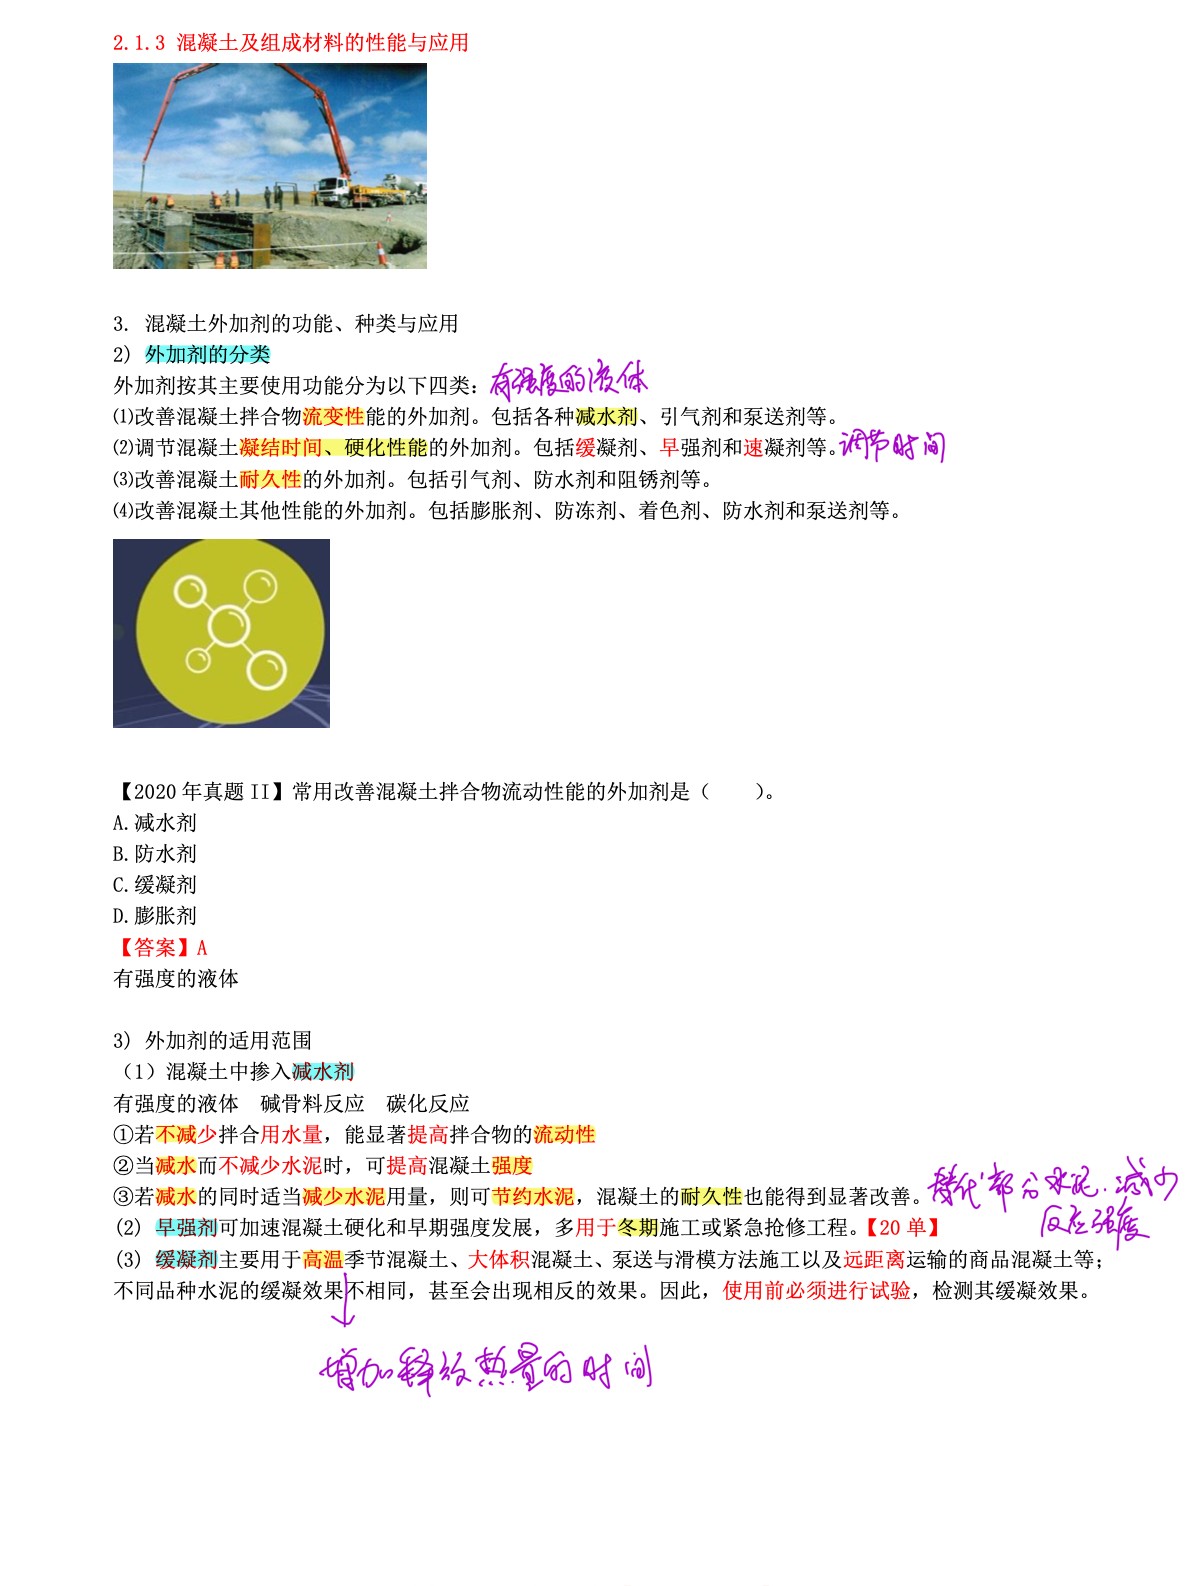 2.1.3 混凝土及组成材料的性能与应用
3. 混凝土外加剂的功能、种类与应用
2) 外加剂的分类
外加剂按其主要使用功能分为以下四类：有强度的液体
⑴改善混凝土拌合物流变性能的外加剂。包括各种减水剂、引气剂和泵送剂等。
⑵调节混凝土凝结时间、硬化性能的外加剂。包括缓凝剂、早强剂和速凝剂等。调节时间
⑶改善混凝土耐久性的外加剂。包括引气剂、防水剂和阻锈剂等。
⑷改善混凝土其他性能的外加剂。包括膨胀剂、防冻剂、着色剂、防水剂和泵送剂等。
【2020 年真题 II】常用改善混凝土拌合物流动性能的外加剂是（　　）。
A.减水剂
B.防水剂
C.缓凝剂
D.膨胀剂
【答案】A
有强度的液体
3) 外加剂的适用范围
（1）混凝土中掺入减水剂
有强度的液体　碱骨料反应　碳化反应
①若不减少拌合用水量，能显著提高拌合物的流动性
②当减水而不减少水泥时，可提高混凝土强度
③若减水的同时适当减少水泥用量，则可节约水泥，混凝土的耐久性也能得到显著改善。替代部分水泥.减少
反应强度
(2) 早强剂可加速混凝土硬化和早期强度发展，多用于冬期施工或紧急抢修工程。【20 单】
(3) 缓凝剂主要用于高温季节混凝土、大体积混凝土、泵送与滑模方法施工以及远距离运输的商品混凝土等；
不同品种水泥的缓凝效果不相同，甚至会出现相反的效果。因此，使用前必须进行试验，检测其缓凝效果。
增加释放热量的时间